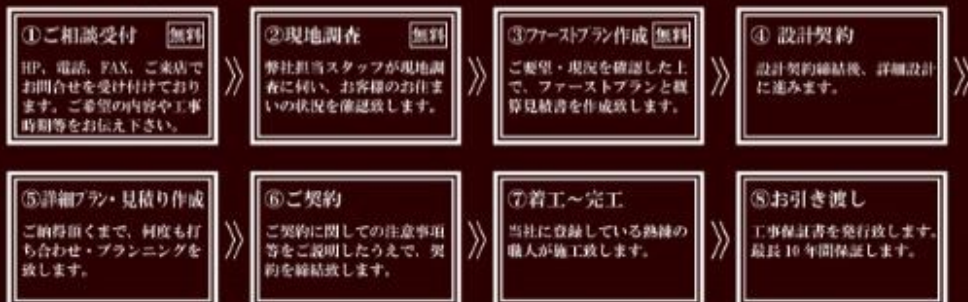 ①ご相談受付 無料
HP、電話、FAX、ご来店で
お問合せを受け付けており
ます。ご希望の内容や工事
時期等をお伝え下さい。
②現地調査 無料
弊社担当スタッフが現地調
査に伺い、お客様のお住ま
いの状況を確認致します。
③ファーストプラン作成 無料
ご要望・現況を確認した上
で、ファーストプランと概
算見積書を作成致します。
④ 設計契約
設計契約締結後、詳細設計
に進みます。
⑤詳細プラン・見積り作成
ご納得頂くまで、何度も打
ち合わせ・プランニングを
致します。
⑥ご契約
ご契約に関しての注意事項
等をご説明したうえで、契
約を締結致します。
⑦着工～完工
当社に登録している熟練の
職人が施工致します。
⑧お引き渡し
工事保証書を発行致します。
最長 10 年間保証します。